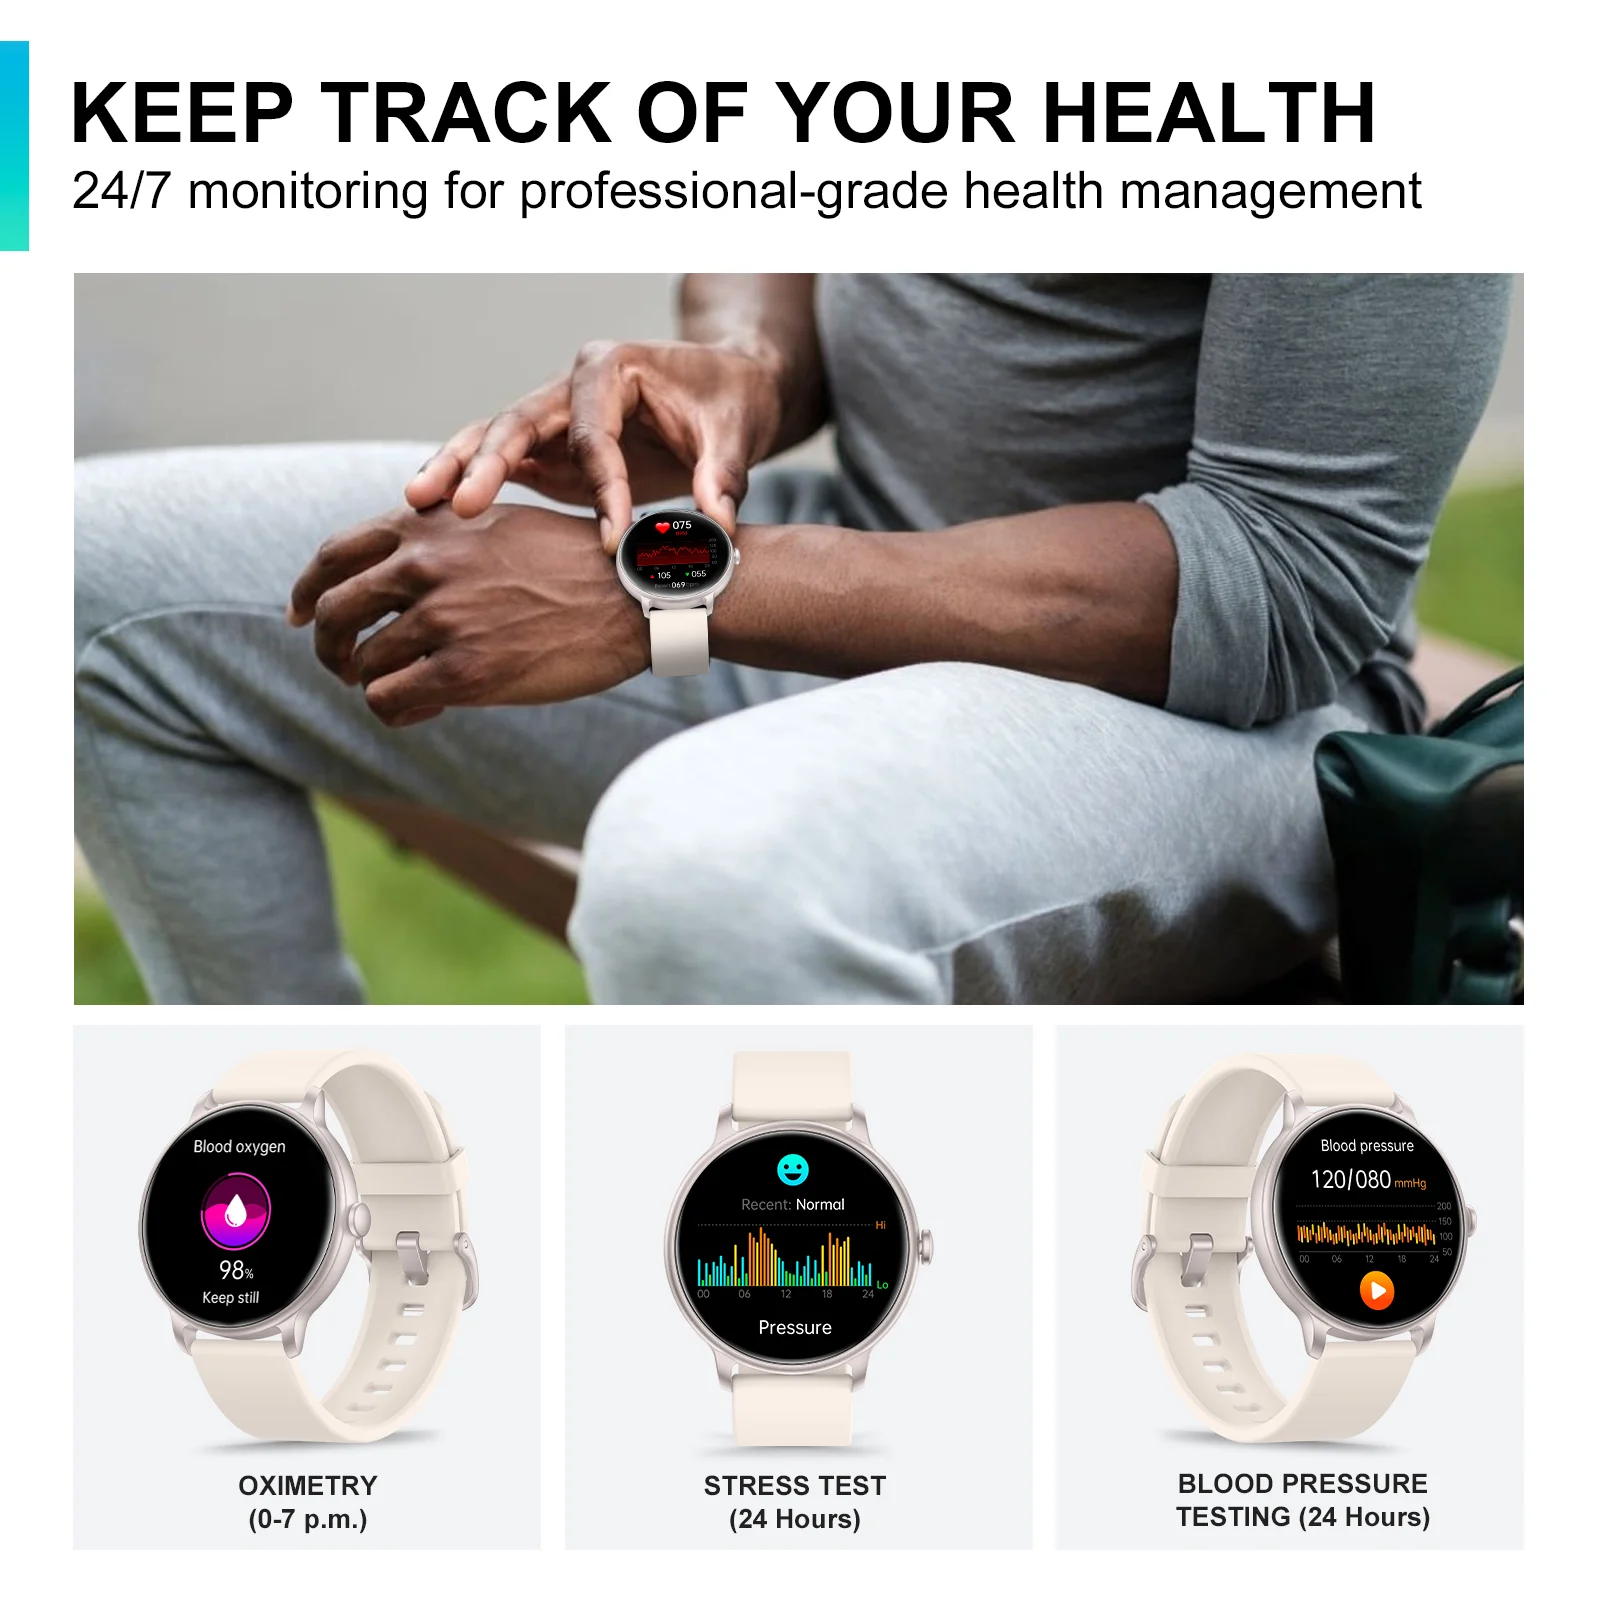 KEEP TRACK OF YOUR HEALTH
24/7 monitoring for professional-grade health management
075
105
055
069
Blood oxygen
98%
Keep still
Recent: Normal
Hi
Lo
00 06 12 18 24
Pressure
Blood pressure
120/080 mmHg
200
150
100
50
00 06 12 18 24
OXIMETRY
(0-7 p.m.)
STRESS TEST
(24 Hours)
BLOOD PRESSURE
TESTING (24 Hours)